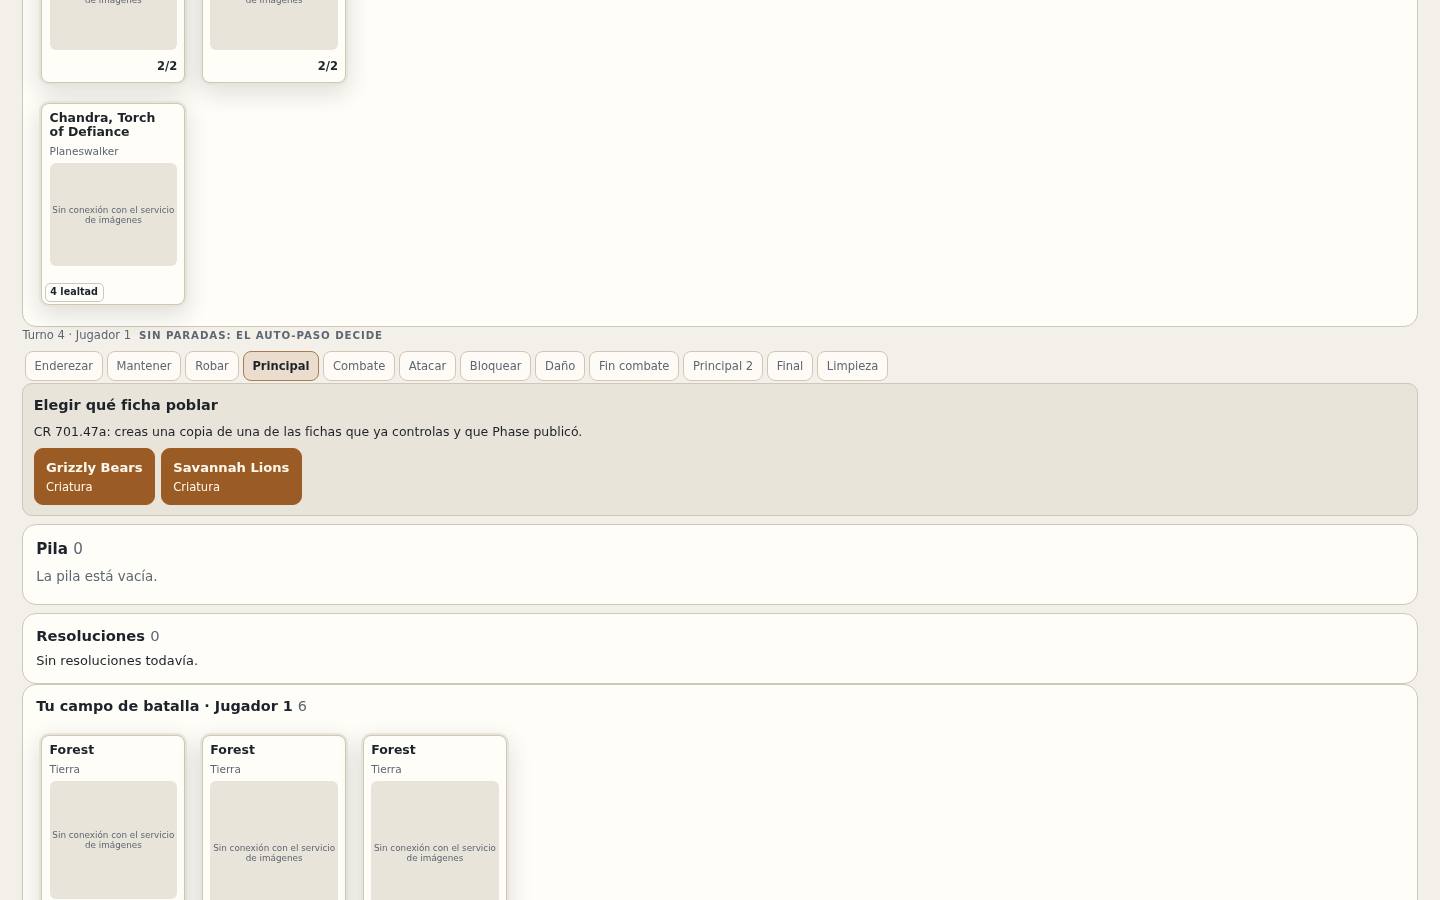 de imágenes
de imágenes
2/2
2/2
Chandra, Torch
of Defiance
Planeswalker
Sin conexión con el servicio
de imágenes
4 lealtad
Turno 4 · Jugador 1 SIN PARADAS: EL AUTO-PASO DECIDE
Enderezar Mantener Robar Principal Combate Atacar Bloquear Daño Fin combate Principal 2 Final Limpieza
Elegir qué ficha poblar
CR 701.47a: creas una copia de una de las fichas que ya controlas y que Phase publicó.
Grizzly Bears
Criatura
Savannah Lions
Criatura
Pila 0
La pila está vacía.
Resoluciones 0
Sin resoluciones todavía.
Tu campo de batalla · Jugador 1 6
Forest
Tierra
Sin conexión con el servicio
de imágenes
Forest
Tierra
Sin conexión con el servicio
de imágenes
Forest
Tierra
Sin conexión con el servicio
de imágenes